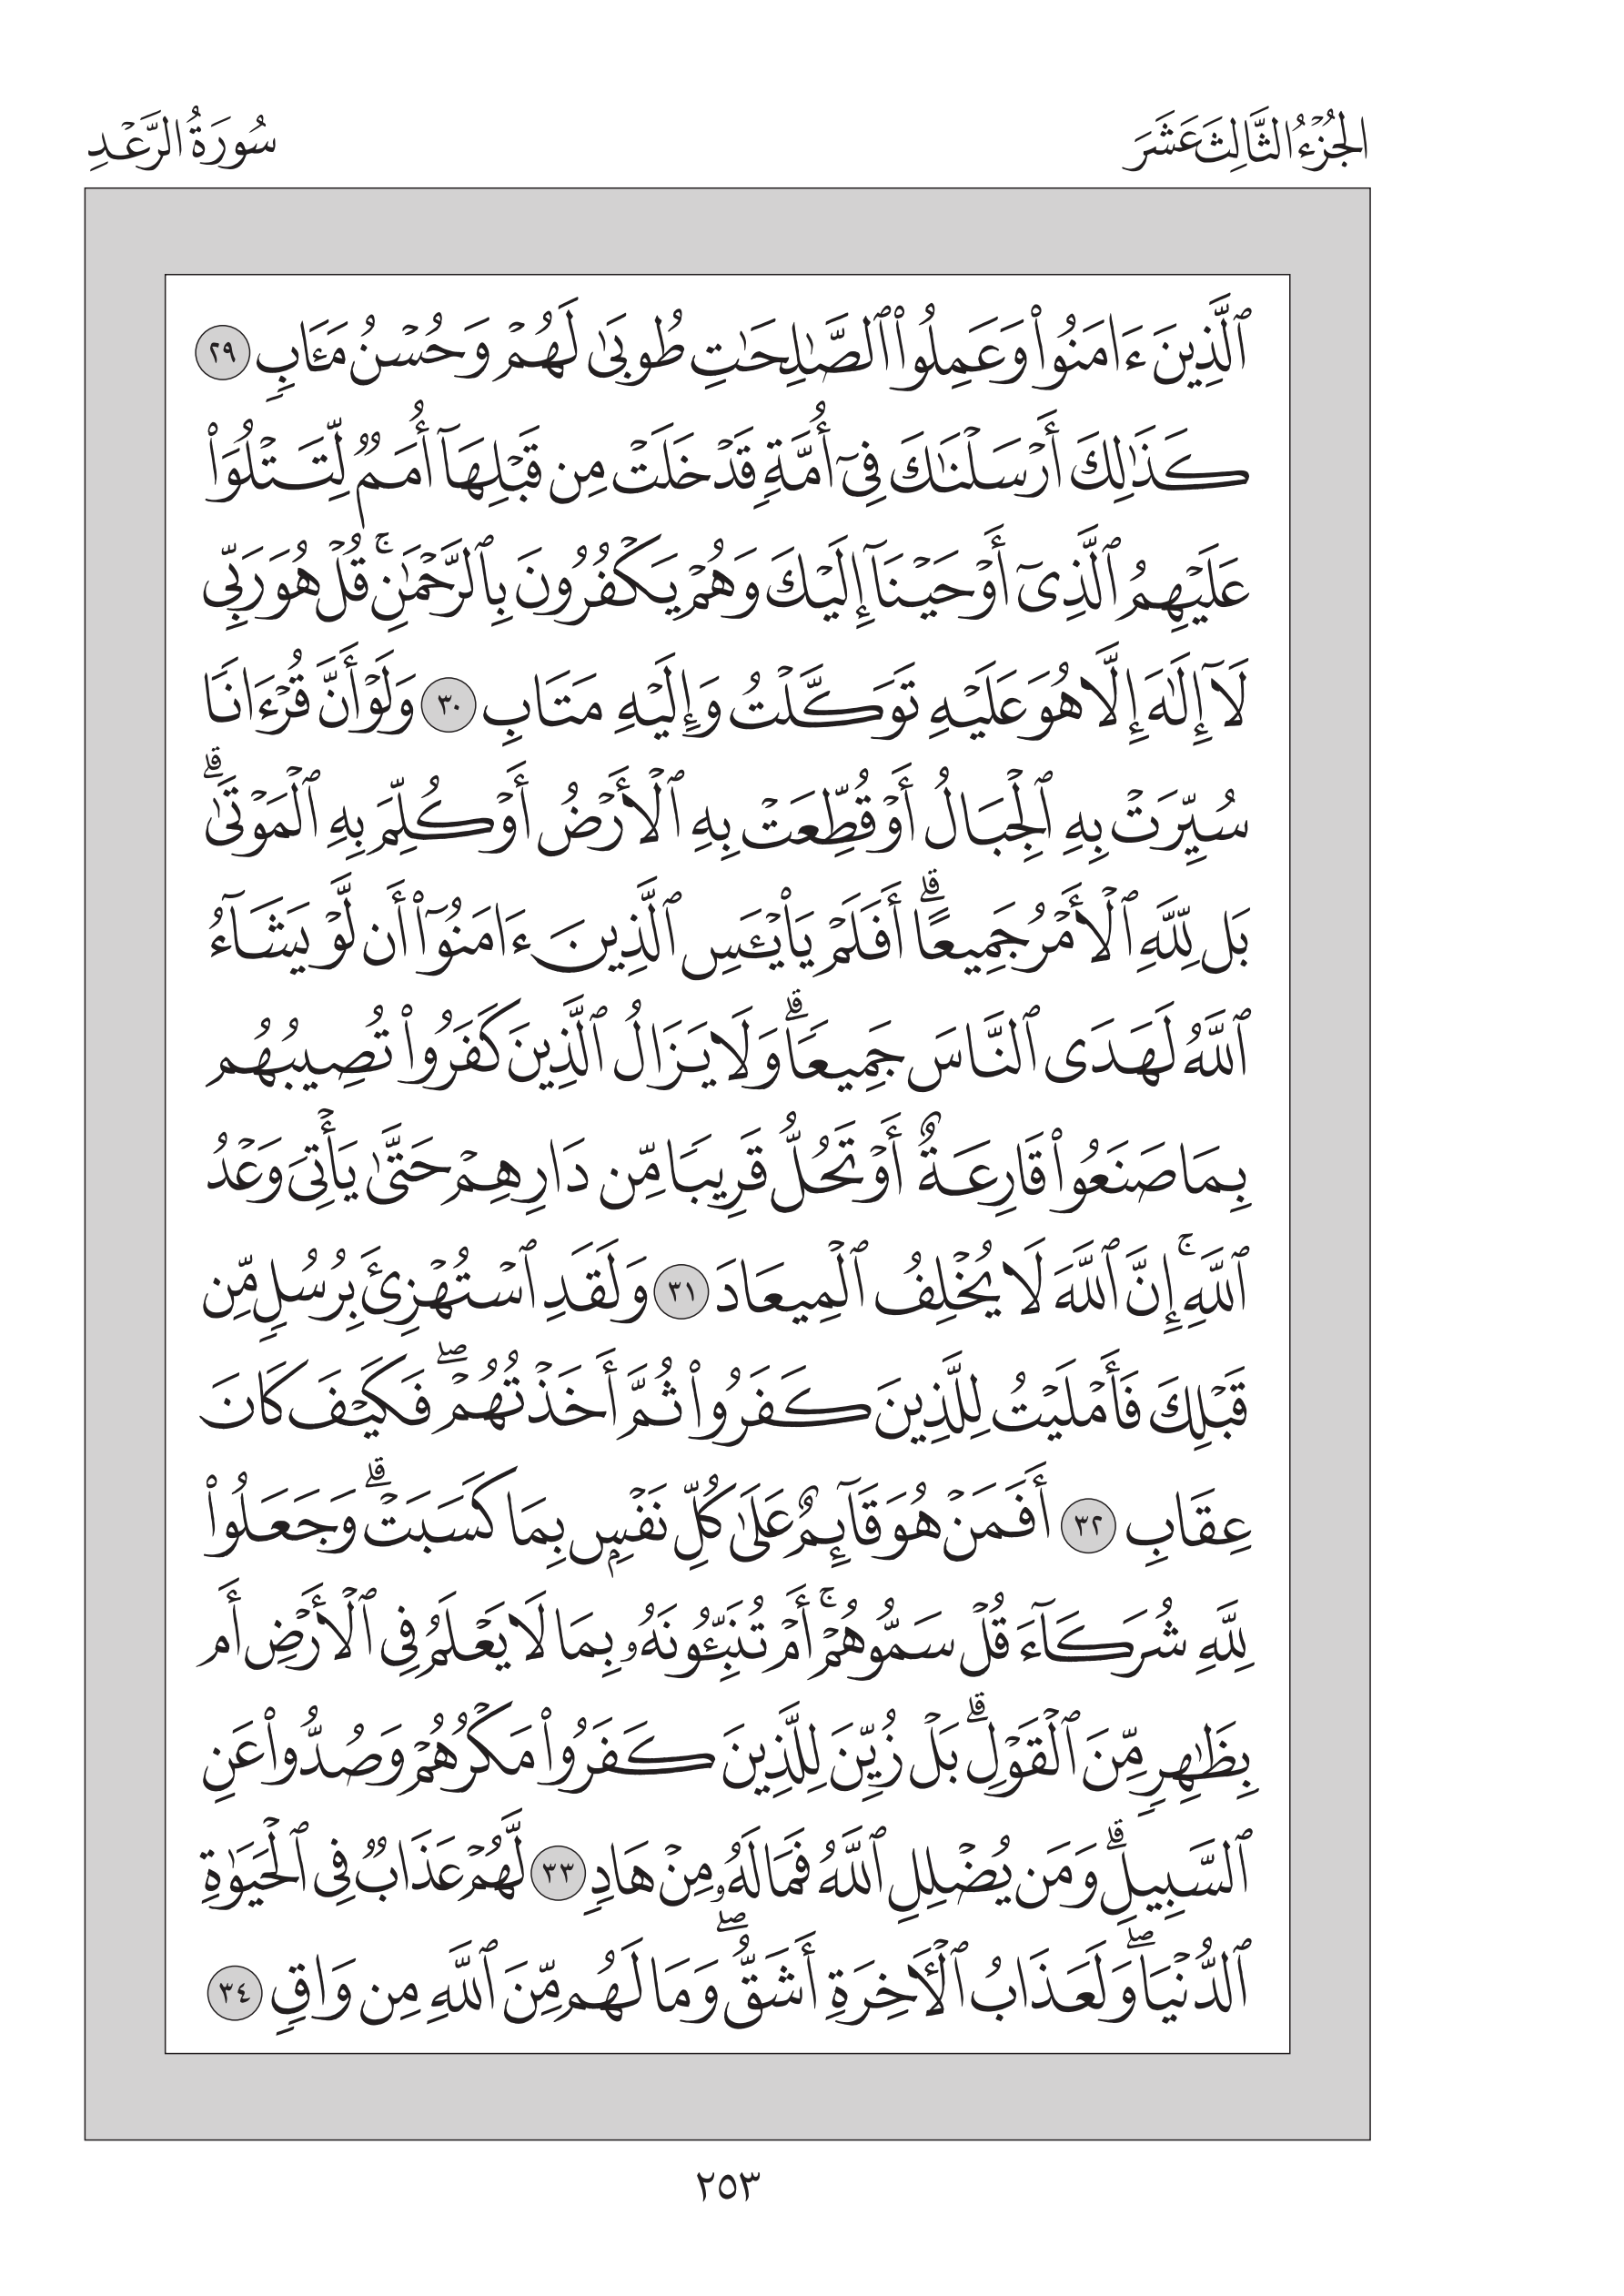 الجُزْءُ الثَّالِثَ عَشَرَ
سُورَةُ الرَّعْدِ
ٱلَّذِينَ ءَامَنُوا۟ وَعَمِلُوا۟ ٱلصَّـٰلِحَـٰتِ طُوبَىٰ لَهُمْ وَحُسْنُ مَـَٔابٍ ٢٩
كَذَٰلِكَ أَرْسَلْنَـٰكَ فِىٓ أُمَّةٍ قَدْ خَلَتْ مِن قَبْلِهَآ أُمَمٌ لِّتَتْلُوَا۟
عَلَيْهِمُ ٱلَّذِىٓ أَوْحَيْنَآ إِلَيْكَ وَهُمْ يَكْفُرُونَ بِٱلرَّحْمَـٰنِ ۚ قُلْ هُوَ رَبِّى
لَآ إِلَـٰهَ إِلَّا هُوَ عَلَيْهِ تَوَكَّلْتُ وَإِلَيْهِ مَتَابِ ٣٠ وَلَوْ أَنَّ قُرْءَانًا
سُيِّرَتْ بِهِ ٱلْجِبَالُ أَوْ قُطِّعَتْ بِهِ ٱلْأَرْضُ أَوْ كُلِّمَ بِهِ ٱلْمَوْتَىٰ ۗ
بَل لِّلَّهِ ٱلْأَمْرُ جَمِيعًا ۗ أَفَلَمْ يَا۟يْـَٔسِ ٱلَّذِينَ ءَامَنُوٓا۟ أَن لَّوْ يَشَآءُ
ٱللَّهُ لَهَدَى ٱلنَّاسَ جَمِيعًا ۗ وَلَا يَزَالُ ٱلَّذِينَ كَفَرُوا۟ تُصِيبُهُم
بِمَا صَنَعُوا۟ قَارِعَةٌ أَوْ تَحُلُّ قَرِيبًا مِّن دَارِهِمْ حَتَّىٰ يَأْتِىَ وَعْدُ
ٱللَّهِ ۚ إِنَّ ٱللَّهَ لَا يُخْلِفُ ٱلْمِيعَادَ ٣١ وَلَقَدِ ٱسْتُهْزِئَ بِرُسُلٍ مِّن
قَبْلِكَ فَأَمْلَيْتُ لِلَّذِينَ كَفَرُوا۟ ثُمَّ أَخَذْتُهُمْ ۖ فَكَيْفَ كَانَ
عِقَابِ ٣٢ أَفَمَنْ هُوَ قَآئِمٌ عَلَىٰ كُلِّ نَفْسٍۭ بِمَا كَسَبَتْ ۗ وَجَعَلُوا۟
لِلَّهِ شُرَكَآءَ قُلْ سَمُّوهُمْ ۚ أَمْ تُنَبِّـُٔونَهُۥ بِمَا لَا يَعْلَمُ فِى ٱلْأَرْضِ أَم
بِظَـٰهِرٍ مِّنَ ٱلْقَوْلِ ۗ بَلْ زُيِّنَ لِلَّذِينَ كَفَرُوا۟ مَكْرُهُمْ وَصُدُّوا۟ عَنِ
ٱلسَّبِيلِ ۗ وَمَن يُضْلِلِ ٱللَّهُ فَمَا لَهُۥ مِنْ هَادٍ ٣٣ لَّهُمْ عَذَابٌ فِى ٱلْحَيَوٰةِ
ٱلدُّنْيَا ۖ وَلَعَذَابُ ٱلْـَٔاخِرَةِ أَشَقُّ ۖ وَمَا لَهُم مِّنَ ٱللَّهِ مِن وَاقٍ ٣٤
٢٥٣